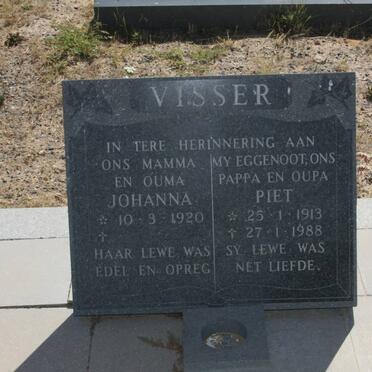 VISSER
IN TERE HERINNERING AAN
ONS MAMMA
EN OUMA
JOHANNA
☆ 10·3·1920
✝
HAAR LEWE WAS
EDEL EN OPREG
MY EGGENOOT, ONS
PAPPA EN OUPA
PIET
☆ 25·1·1913
✝ 27·1·1988
SY LEWE WAS
NET LIEFDE.